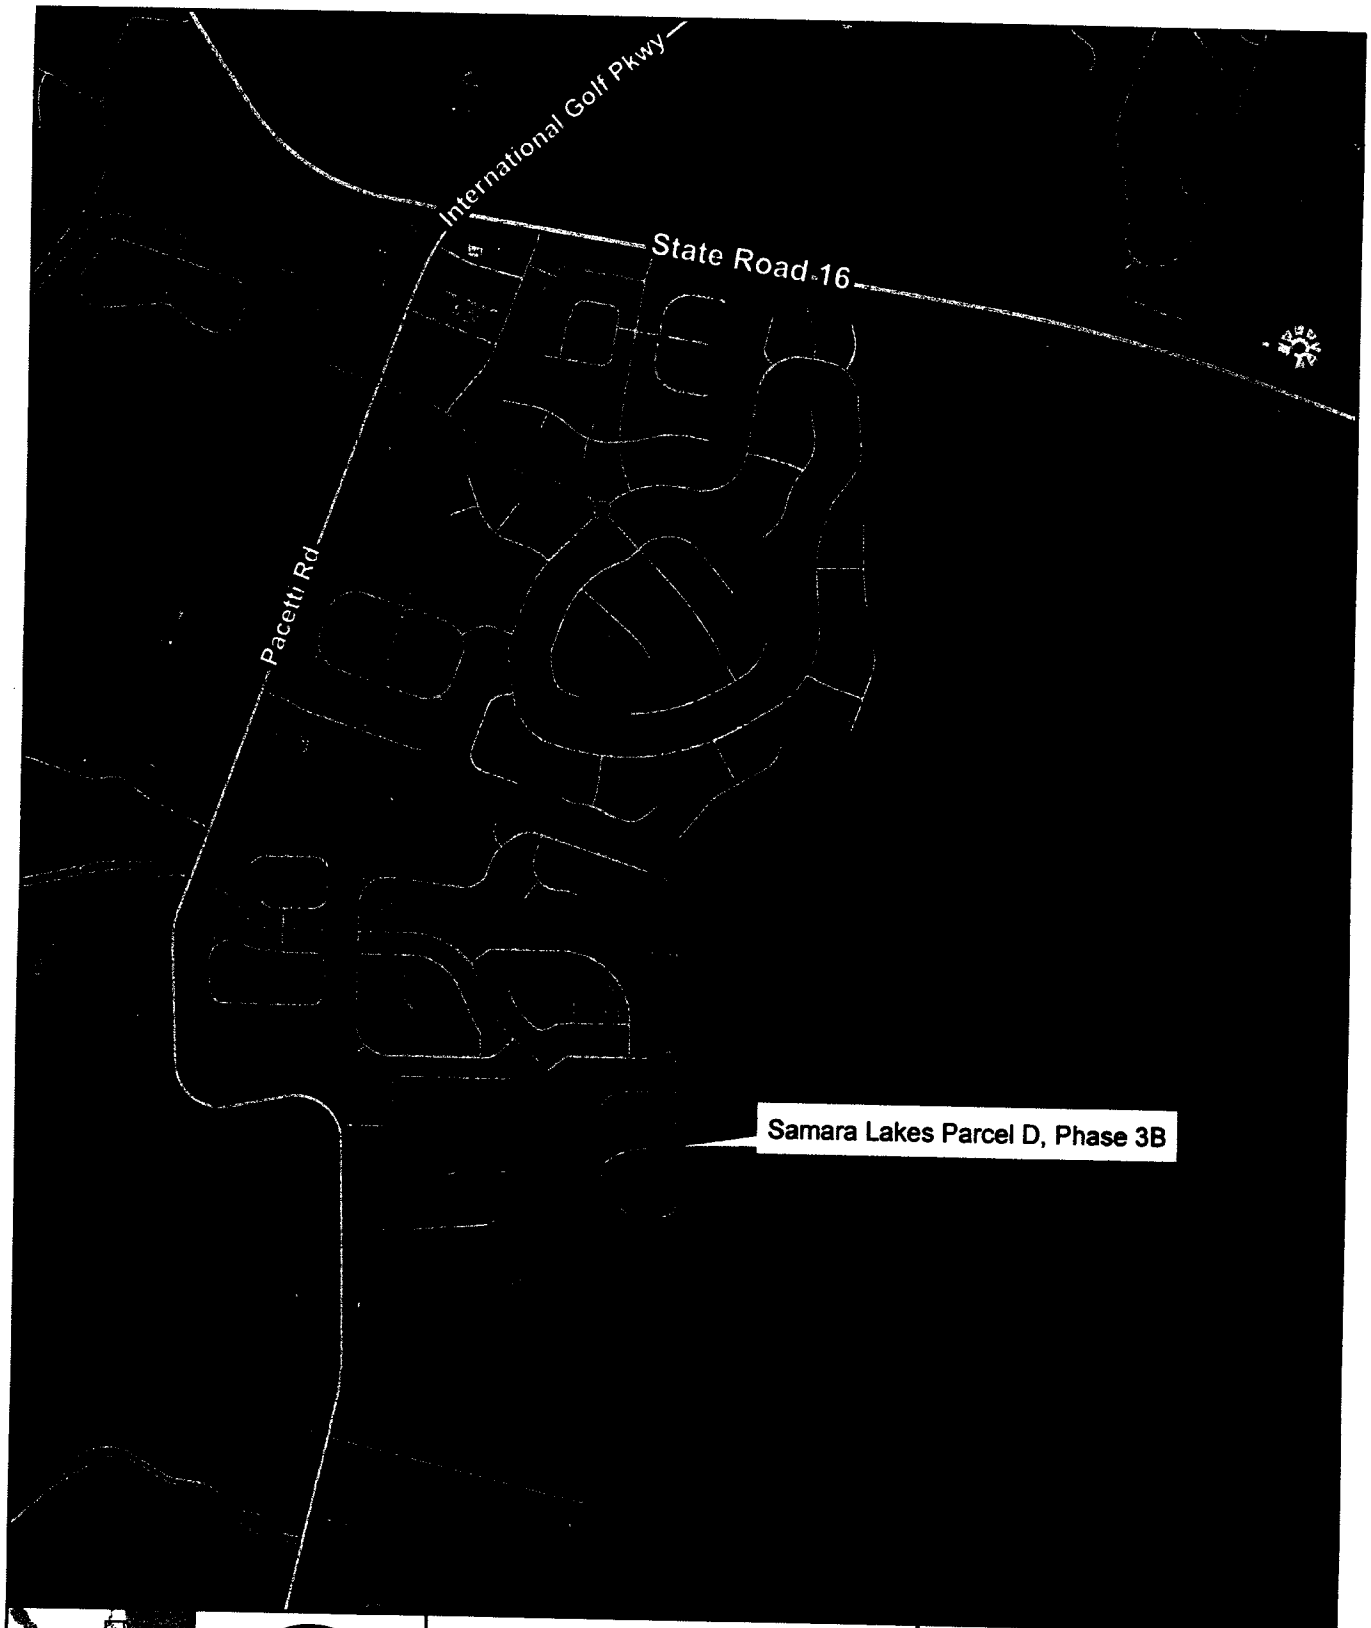 International Golf Pkwy
State Road 16
Pacetti Rd
Samara Lakes Parcel D, Phase 3B